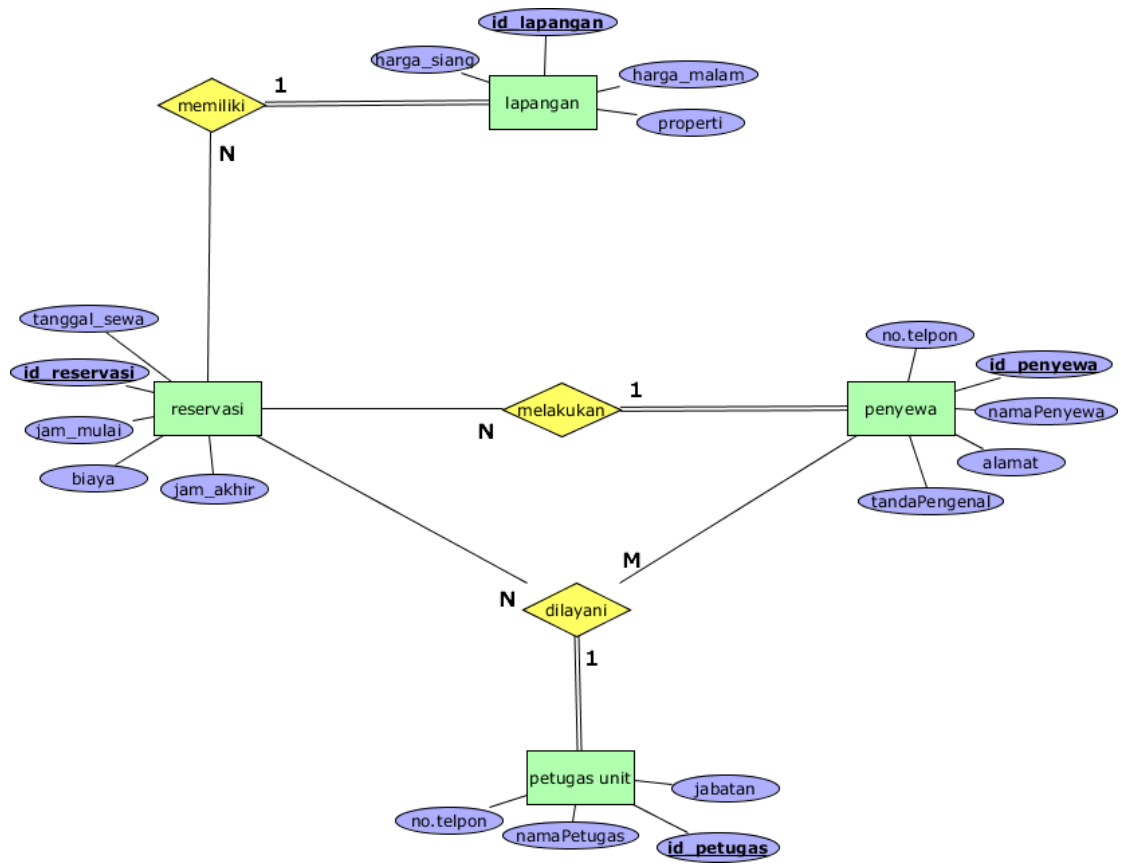 id_lapangan
harga_siang
harga_malam
1
memiliki
lapangan
properti
N
tanggal_sewa
no.telpon
id_reservasi
id_penyewa
1
reservasi
melakukan
penyewa
namaPenyewa
jam_mulai
N
alamat
biaya
jam_akhir
tandaPengenal
M
N
dilayani
1
petugas unit
jabatan
no.telpon
namaPetugas
id_petugas